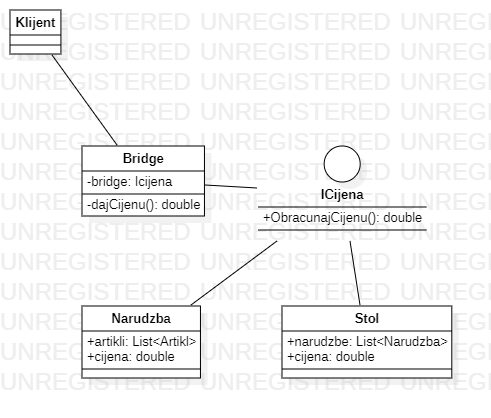 Klijent
Bridge
-bridge: Icijena
-dajCijenu(): double
ICijena
+ObracunajCijenu(): double
Narudzba
+artikli: List<Artikl>
+cijena: double
Stol
+narudzbe: List<Narudzba>
+cijena: double
UNREGISTERED UNREGISTERED UNREGISTERED